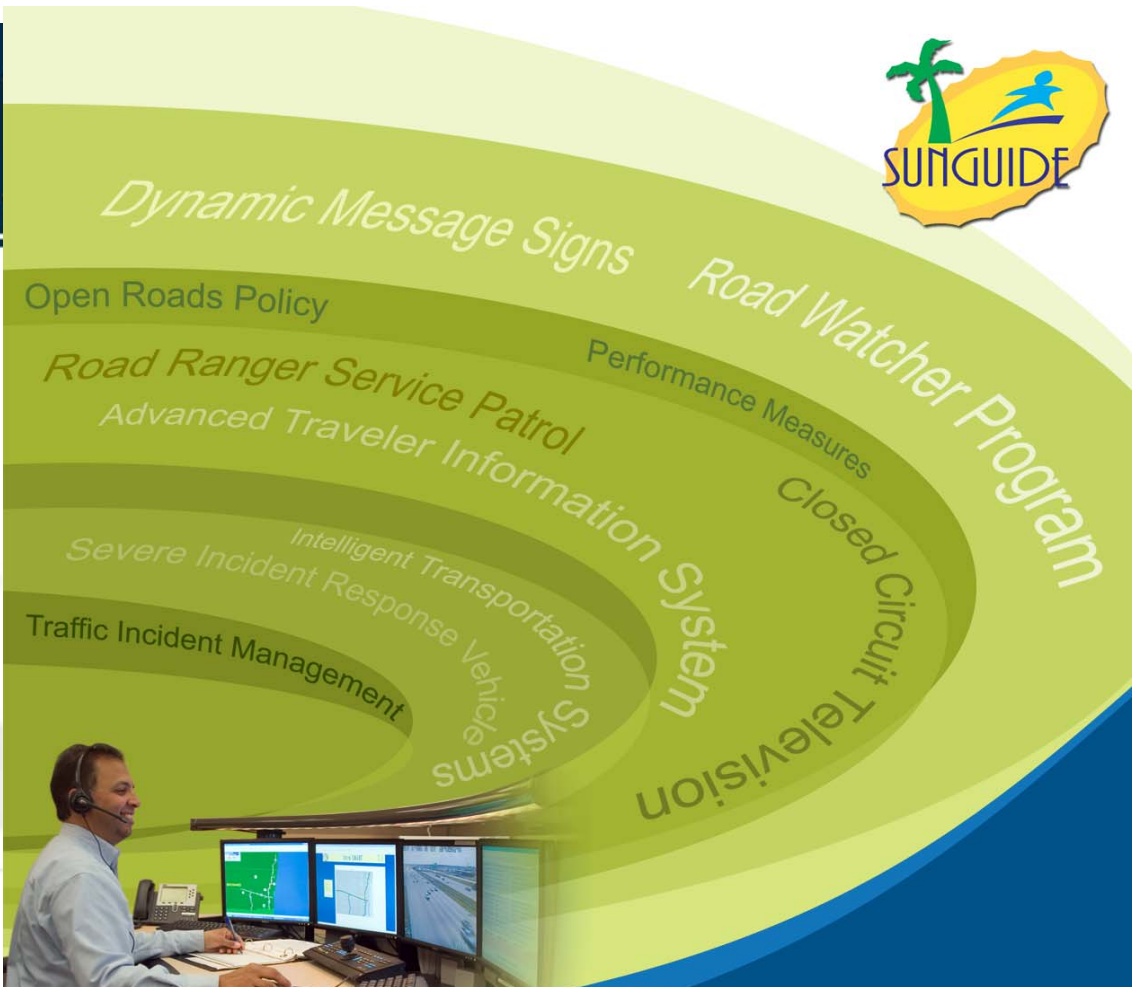 SUNGUIDE
Dynamic Message Signs
Road Watcher Program
Open Roads Policy
Performance Measures
Road Ranger Service Patrol
Advanced Traveler Information System
Closed Circuit Television
Intelligent Transportation Systems
Severe Incident Response Vehicle
Traffic Incident Management